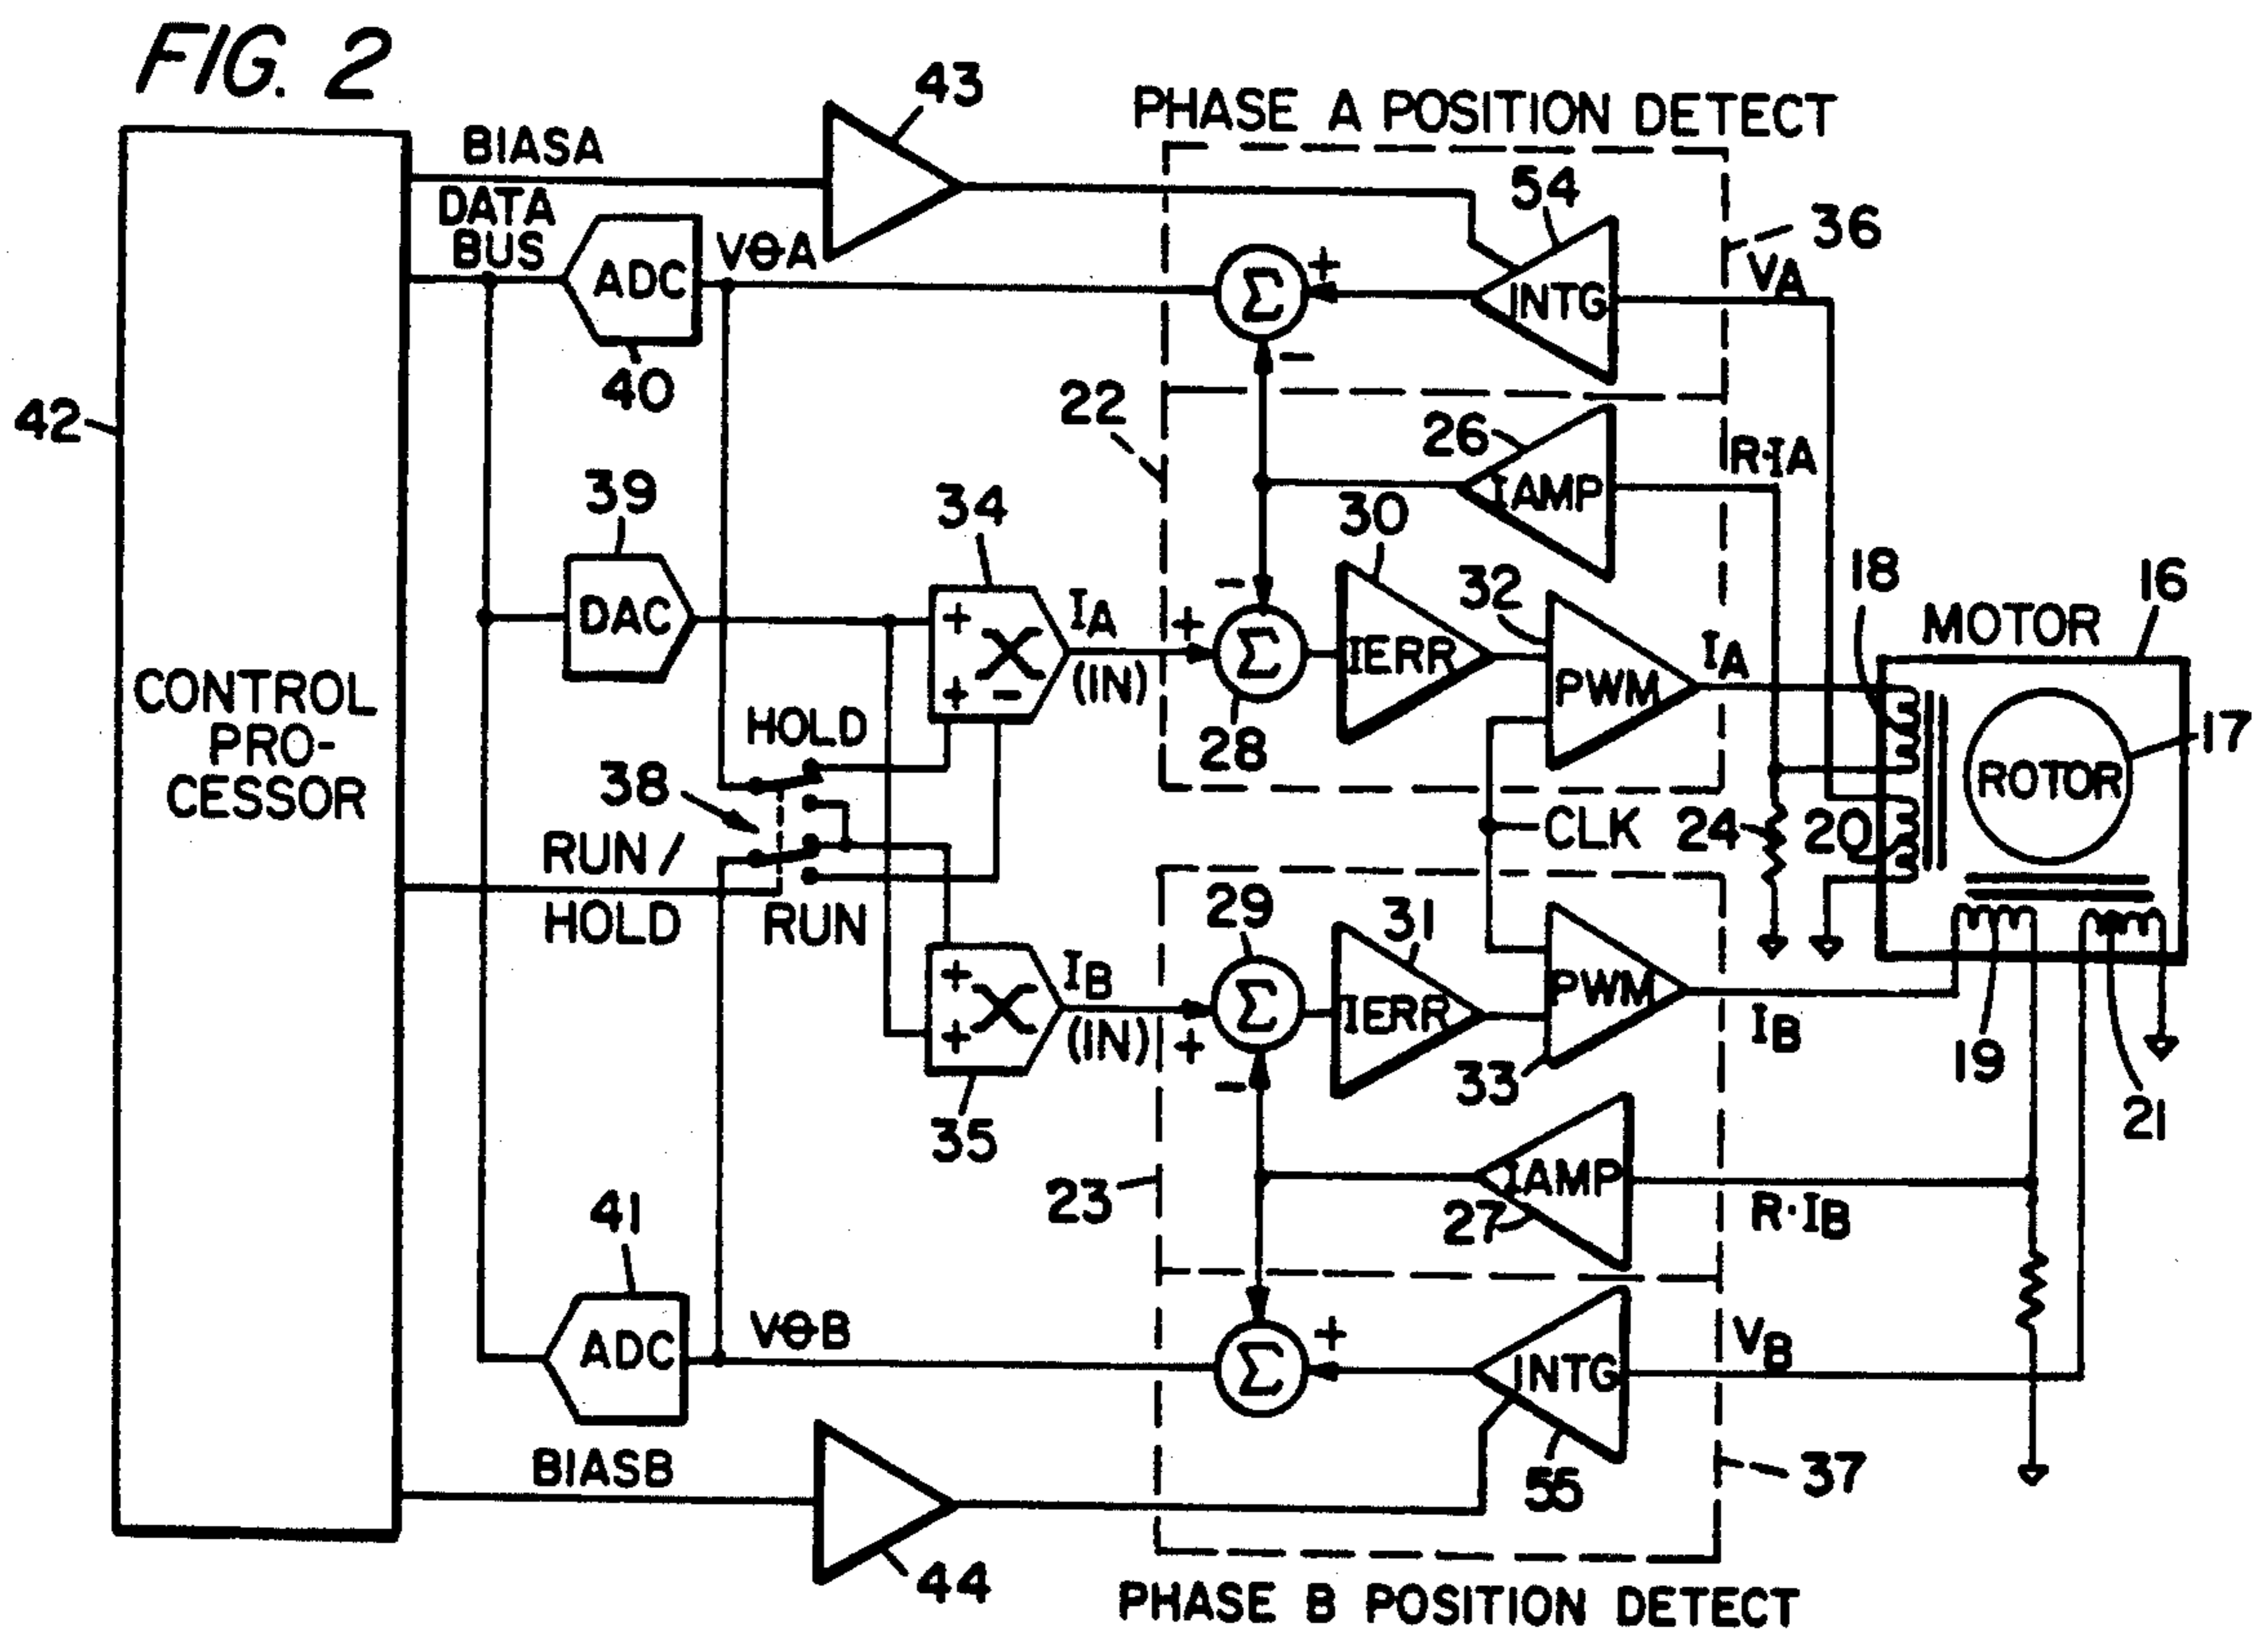 FIG. 2
43
PHASE A POSITION DETECT
BIASA
DATA
BUS
ADC
VΘA
54
36
VA
Σ
+
INTG
-
40
42
22
26
R·IA
IAMP
39
34
30
32
18
16
MOTOR
DAC
+
X
+ -
IA
(IN)
-
+
Σ
IERR
PWM
IA
28
CONTROL
PRO-
CESSOR
HOLD
17
ROTOR
38
CLK
24
20
RUN/
HOLD
RUN
29
31
+
X
+
IB
(IN)
+
Σ
-
IERR
PWM
33
IB
19
21
35
23
IAMP
27
R·IB
41
ADC
VΘB
Σ
+
INTG
VB
55
37
BIASB
44
PHASE B POSITION DETECT